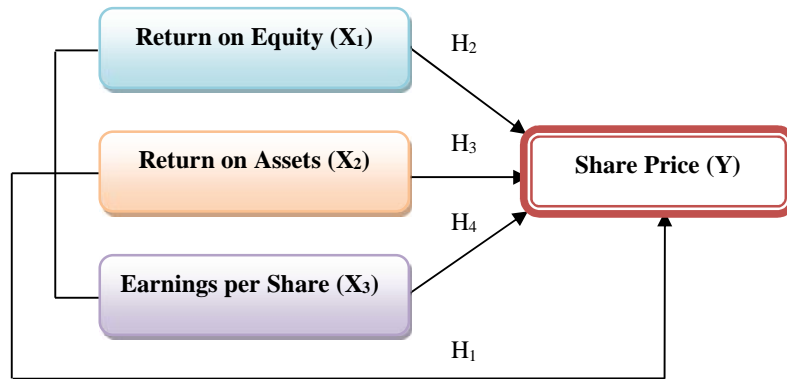 Return on Equity (X₁)
H₂
Return on Assets (X₂)
H₃
Share Price (Y)
H₄
Earnings per Share (X₃)
H₁